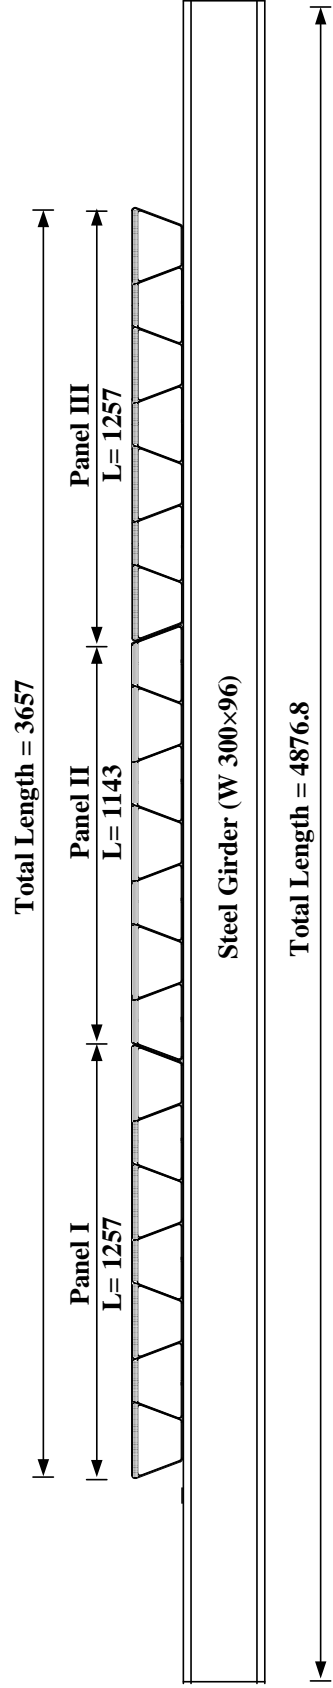 Total Length = 3657
Panel I
L= 1257
Panel II
L= 1143
Panel III
L= 1257
Steel Girder (W 300×96)
Total Length = 4876.8